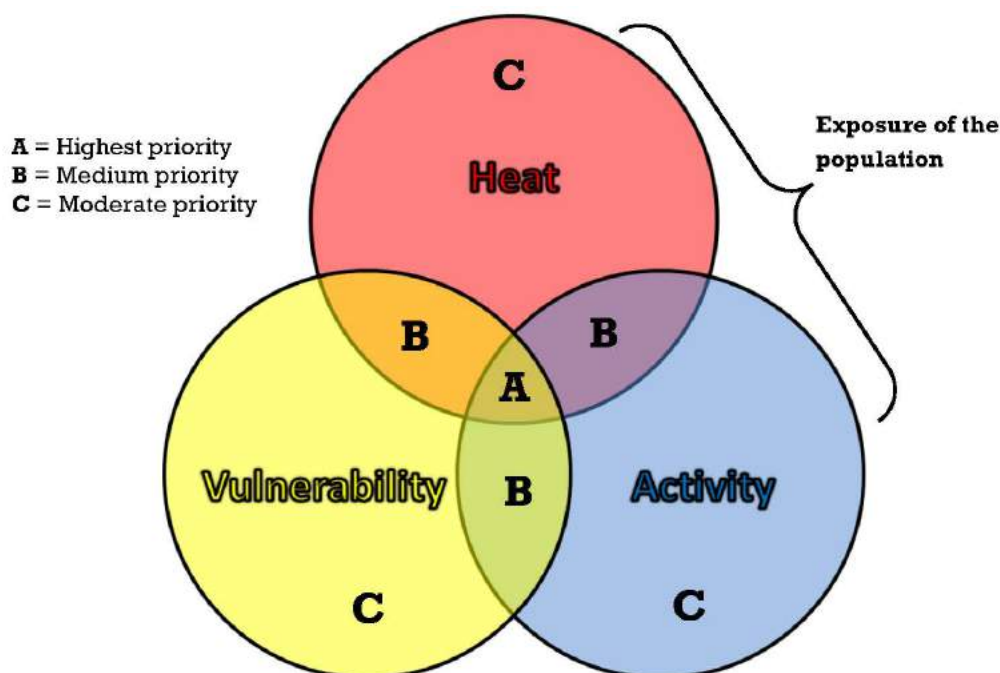 C
Exposure of the
population
A = Highest priority
B = Medium priority
C = Moderate priority
Heat
B
B
A
Vulnerability
B
Activity
C
C